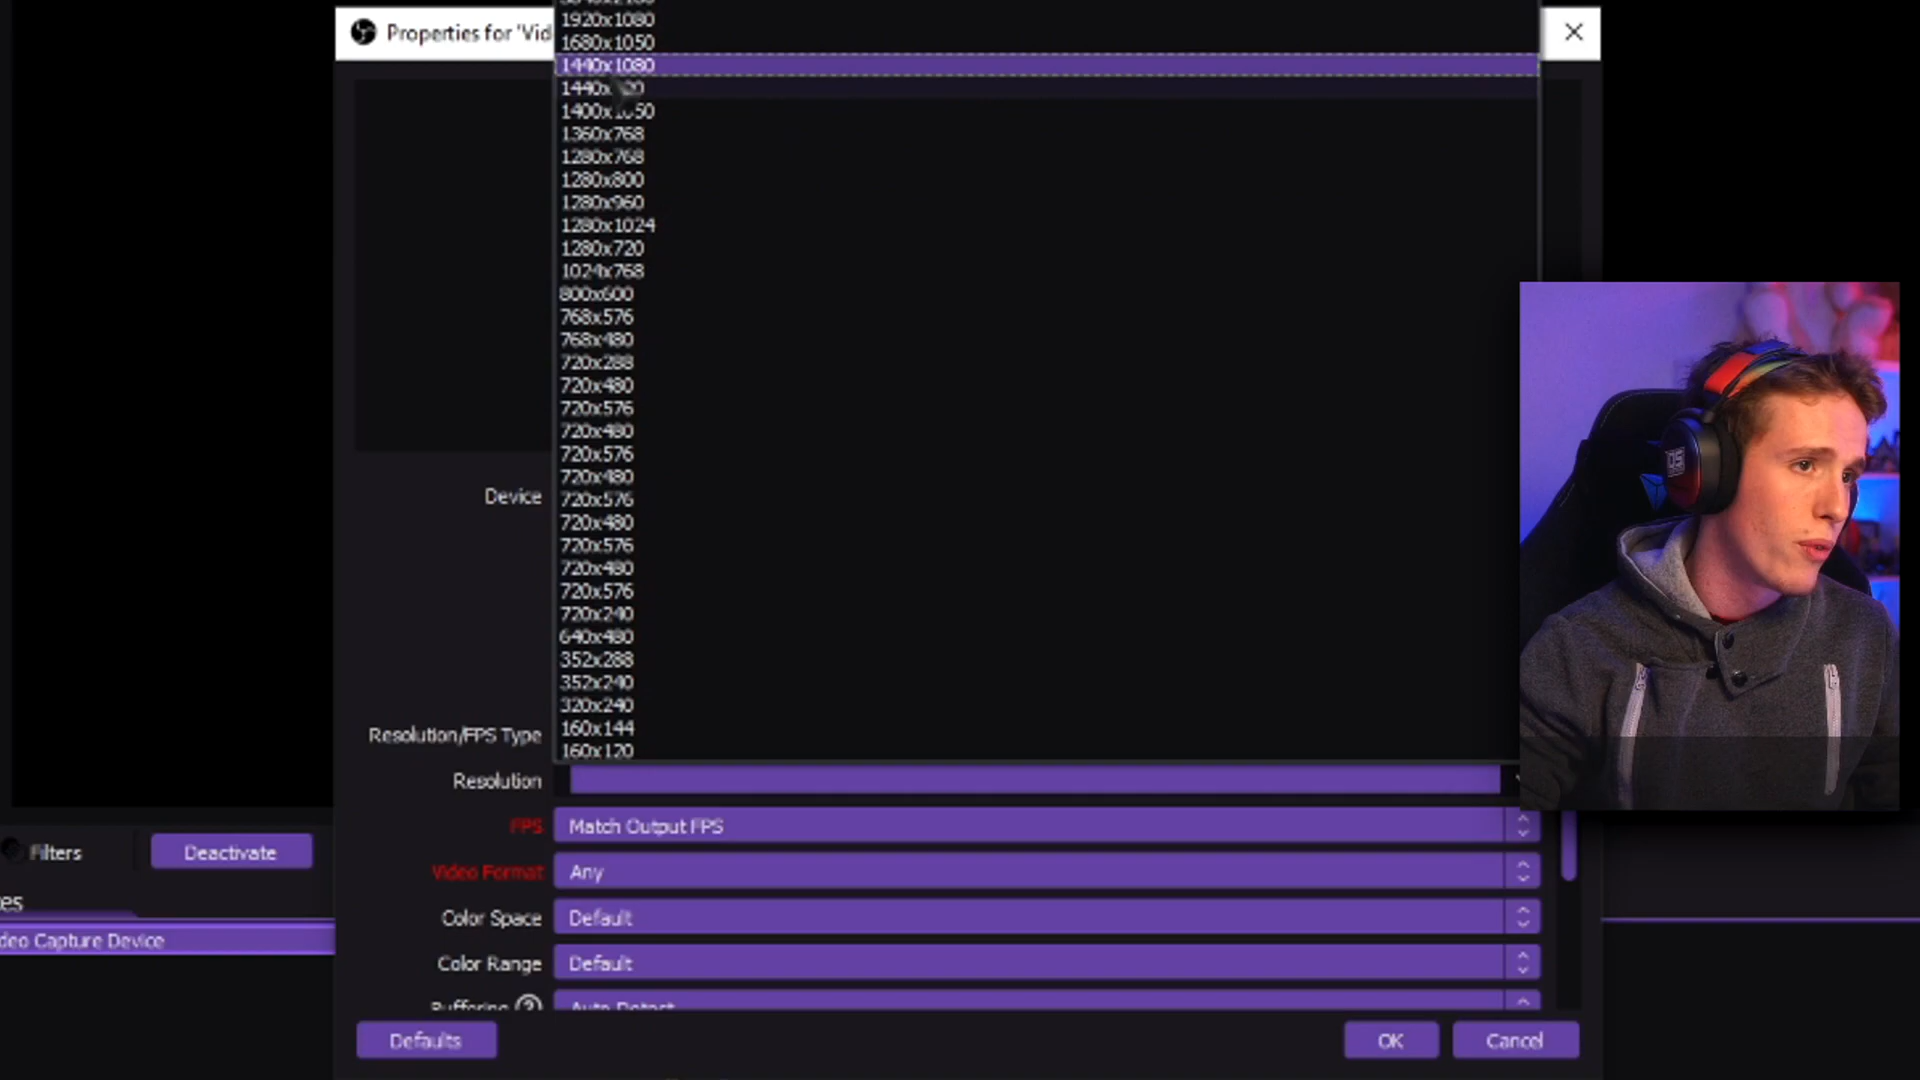 Properties for 'Vid
1920x1080
1680x1050
1440x1080
1360x768
1280x768
1280x800
1280x960
1280x1024
1280x720
1024x768
800x600
768x576
768x480
720x288
720x480
720x576
720x480
720x576
720x480
720x576
720x480
720x576
720x480
720x576
720x240
640x480
352x288
352x240
320x240
160x144
160x120
Device
Resolution/FPS Type
Resolution
FPS Match Output FPS
Video Format Any
Color Space Default
Color Range Default
Buffering Auto Detect
Defaults OK Cancel
Filters Deactivate
es
deo Capture Device